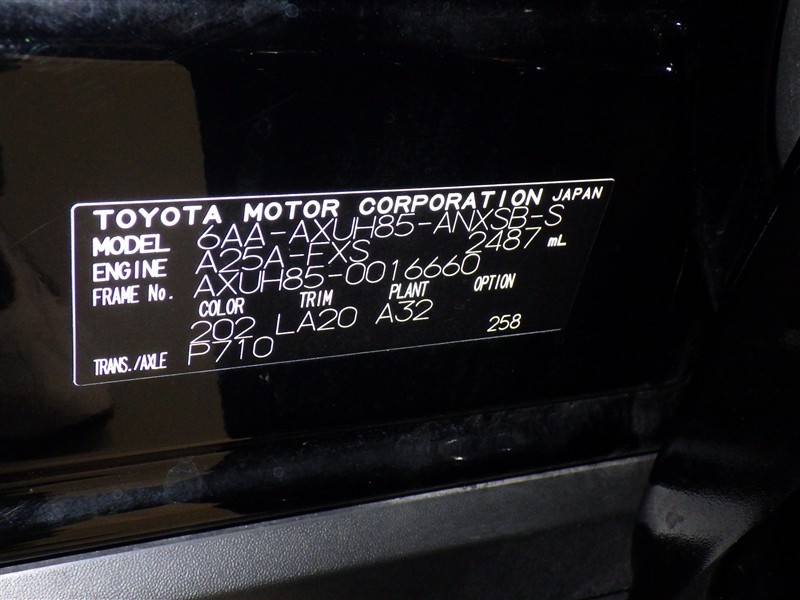 TOYOTA MOTOR CORPORATION JAPAN
MODEL 6AA-AXUH85-ANXSB-S
ENGINE A25A-FXS 2487 mL
FRAME No. AXUH85-0016660
COLOR TRIM PLANT OPTION
202 LA20 A32 258
TRANS./AXLE P710